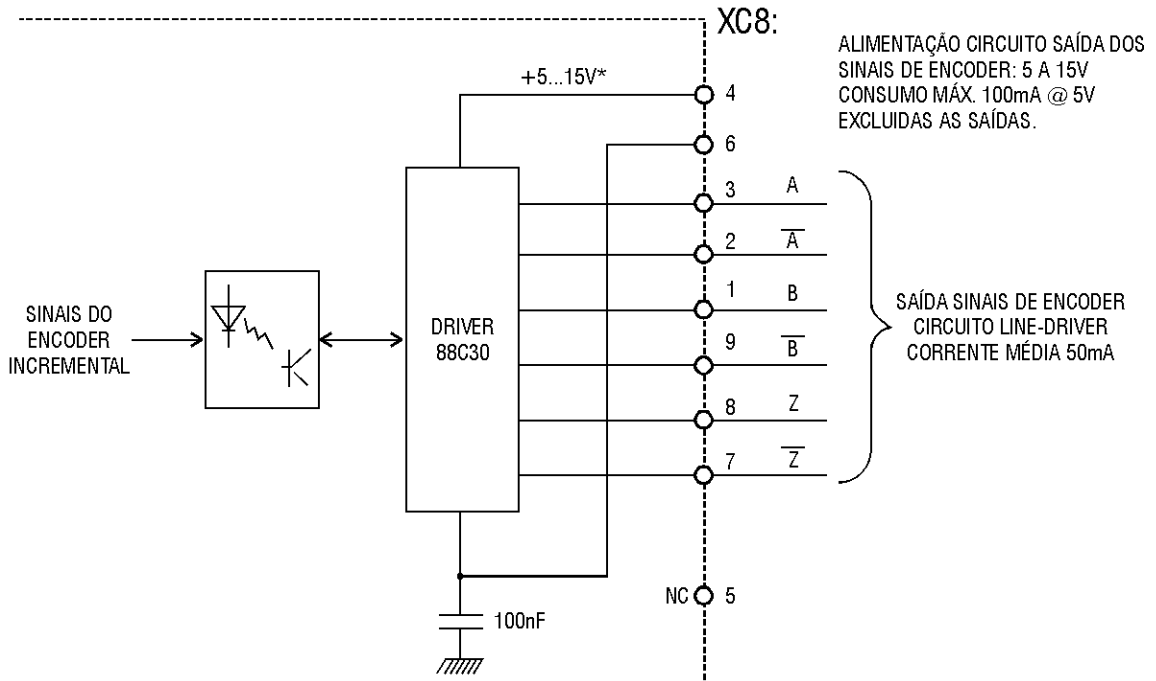 XC8:
ALIMENTAÇÃO CIRCUITO SAÍDA DOS
SINAIS DE ENCODER: 5 A 15V
CONSUMO MÁX. 100mA @ 5V
EXCLUIDAS AS SAÍDAS.
+5...15V*
4
6
3 A
2 A̅
1 B
9 B̅
8 Z
7 Z̅
SINAIS DO
ENCODER
INCREMENTAL
DRIVER
88C30
SAÍDA SINAIS DE ENCODER
CIRCUITO LINE-DRIVER
CORRENTE MÉDIA 50mA
NC 5
100nF